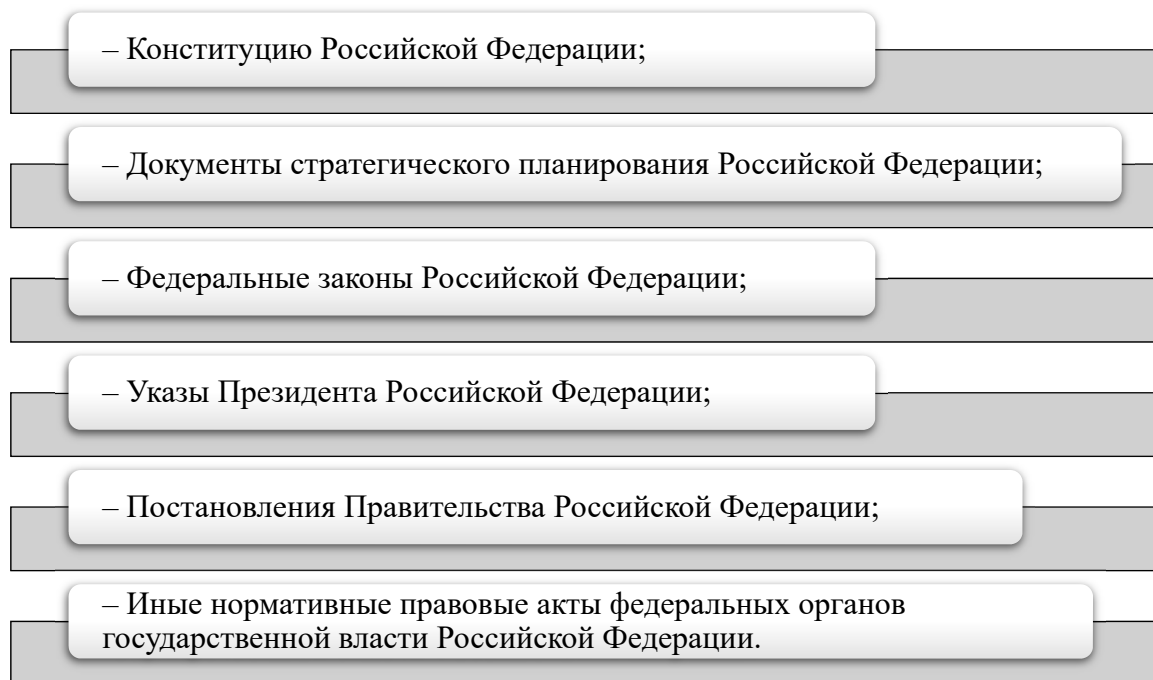 – Конституцию Российской Федерации;
– Документы стратегического планирования Российской Федерации;
– Федеральные законы Российской Федерации;
– Указы Президента Российской Федерации;
– Постановления Правительства Российской Федерации;
– Иные нормативные правовые акты федеральных органов
государственной власти Российской Федерации.